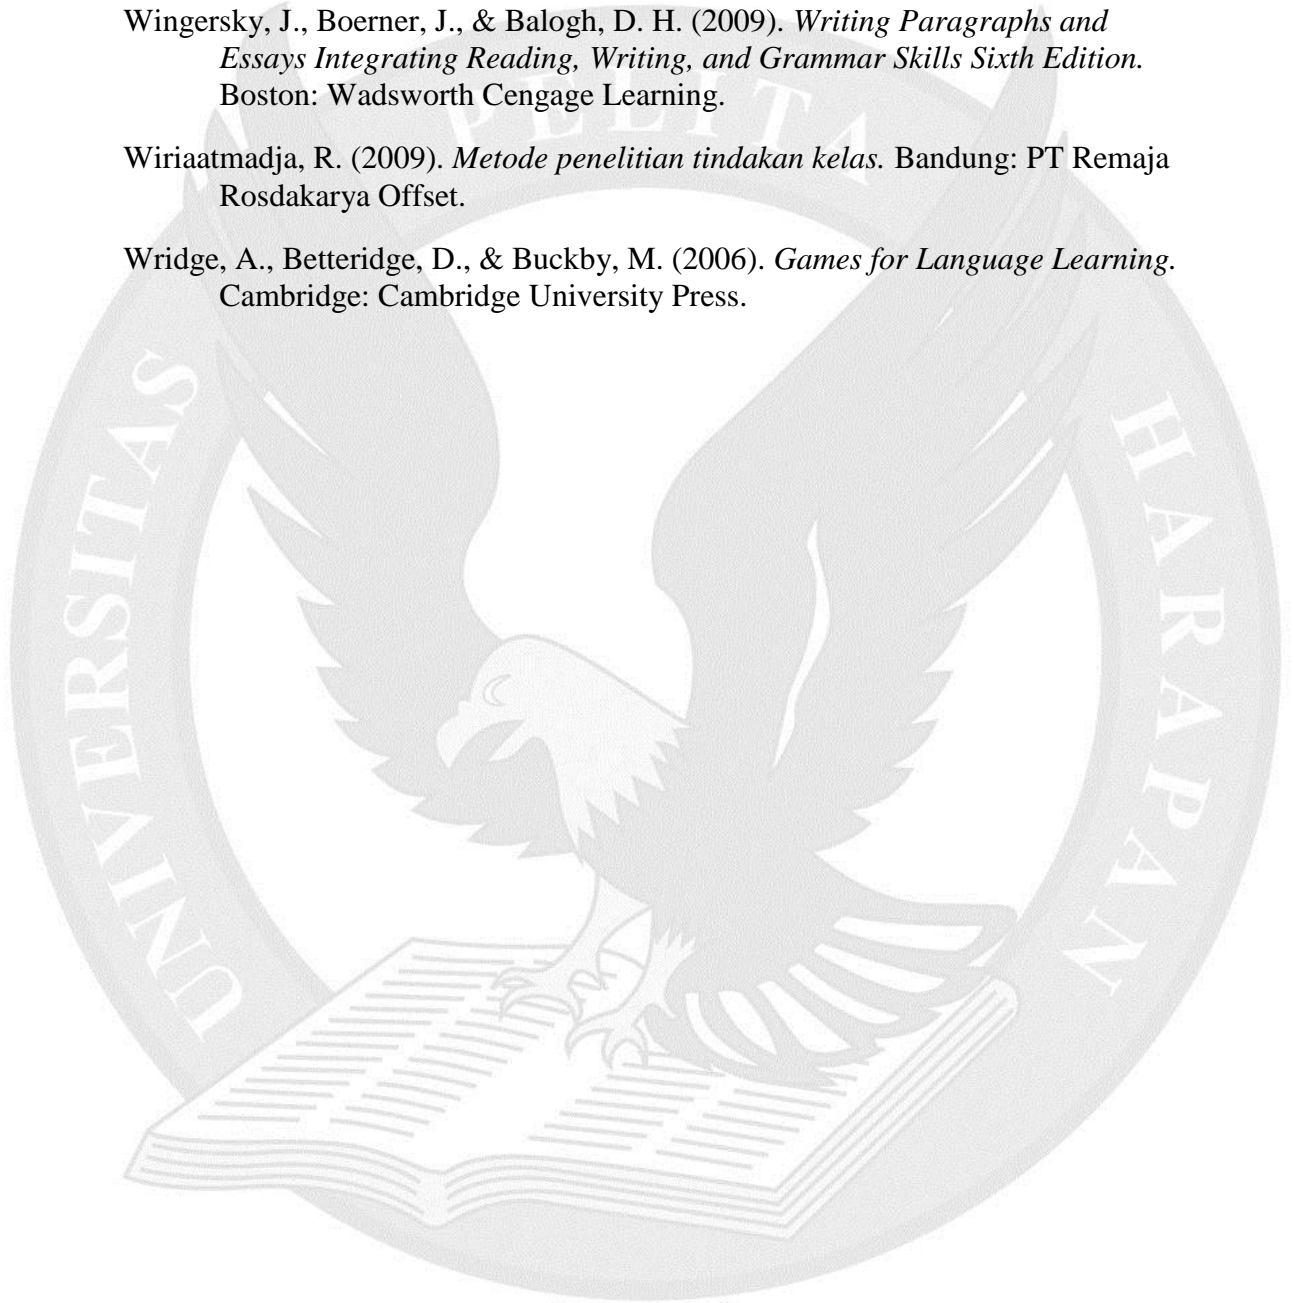 Wingersky, J., Boerner, J., & Balogh, D. H. (2009). Writing Paragraphs and
Essays Integrating Reading, Writing, and Grammar Skills Sixth Edition.
Boston: Wadsworth Cengage Learning.
Wiriaatmadja, R. (2009). Metode penelitian tindakan kelas. Bandung: PT Remaja
Rosdakarya Offset.
Wridge, A., Betteridge, D., & Buckby, M. (2006). Games for Language Learning.
Cambridge: Cambridge University Press.
UNIVERSITAS
PELITA
HARAPAN